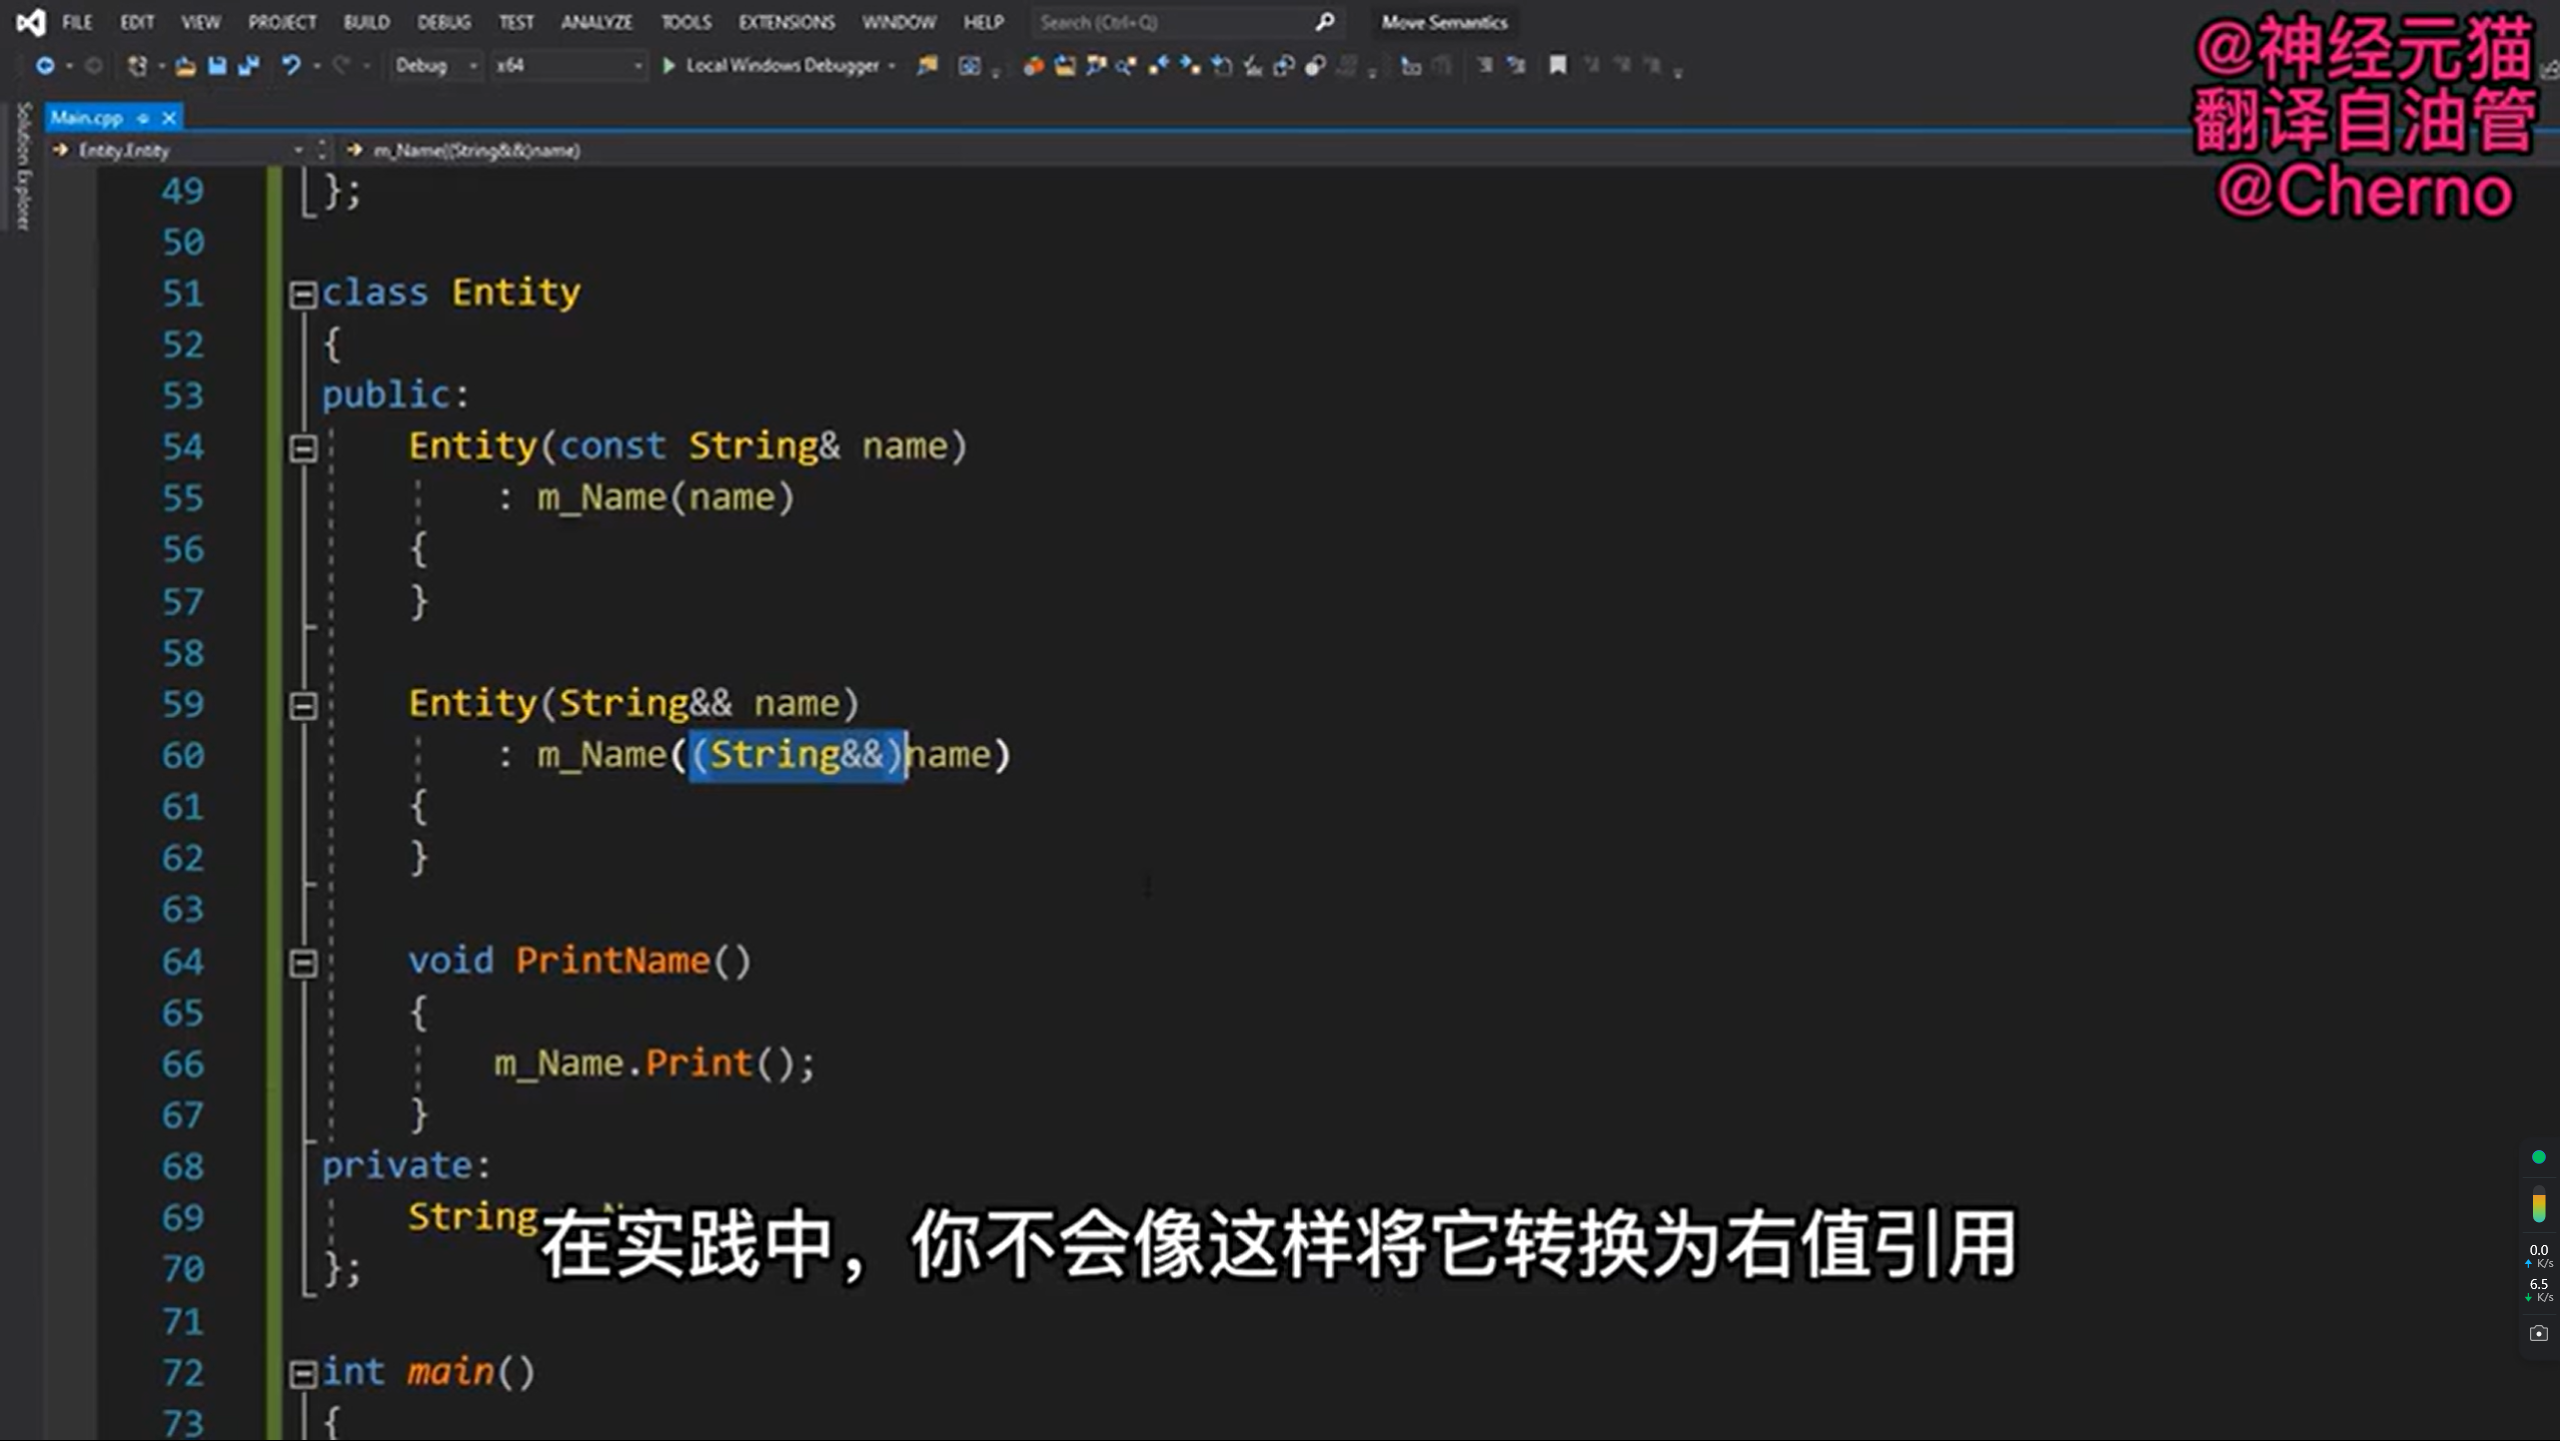 FILE EDIT VIEW PROJECT BUILD DEBUG TEST ANALYZE TOOLS EXTENSIONS WINDOW HELP Search (Ctrl+Q) Move Semantics
Debug x64 Local Windows Debugger
@神经元猫
翻译自油管
@Cherno
Solution Explorer
Main.cpp
Entity.Entity m_Name((String&&)name)
49 };
50
51 class Entity
52 {
53 public:
54 Entity(const String& name)
55 : m_Name(name)
56 {
57 }
58
59 Entity(String&& name)
60 : m_Name((String&&)name)
61 {
62 }
63
64 void PrintName()
65 {
66 m_Name.Print();
67 }
68 private:
69 String
在实践中，你不会像这样将它转换为右值引用
70 };
71
72 int main()
73 {
0.0
K/s
6.5
K/s